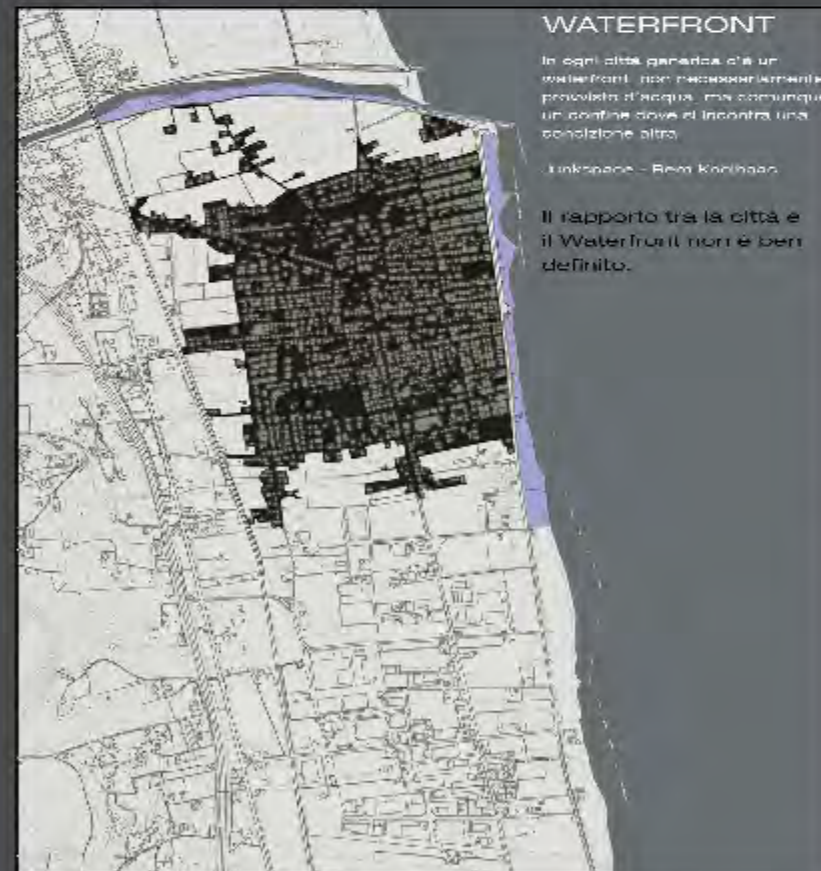 WATERFRONT
In ogni città generica c'è un
waterfront, non necessariamente
provvisto d'acqua, ma comunque
un confine dove si incontra una
condizione altra
Junkspace - Rem Koolhaas
Il rapporto tra la città e
il Waterfront non è ben
definito.